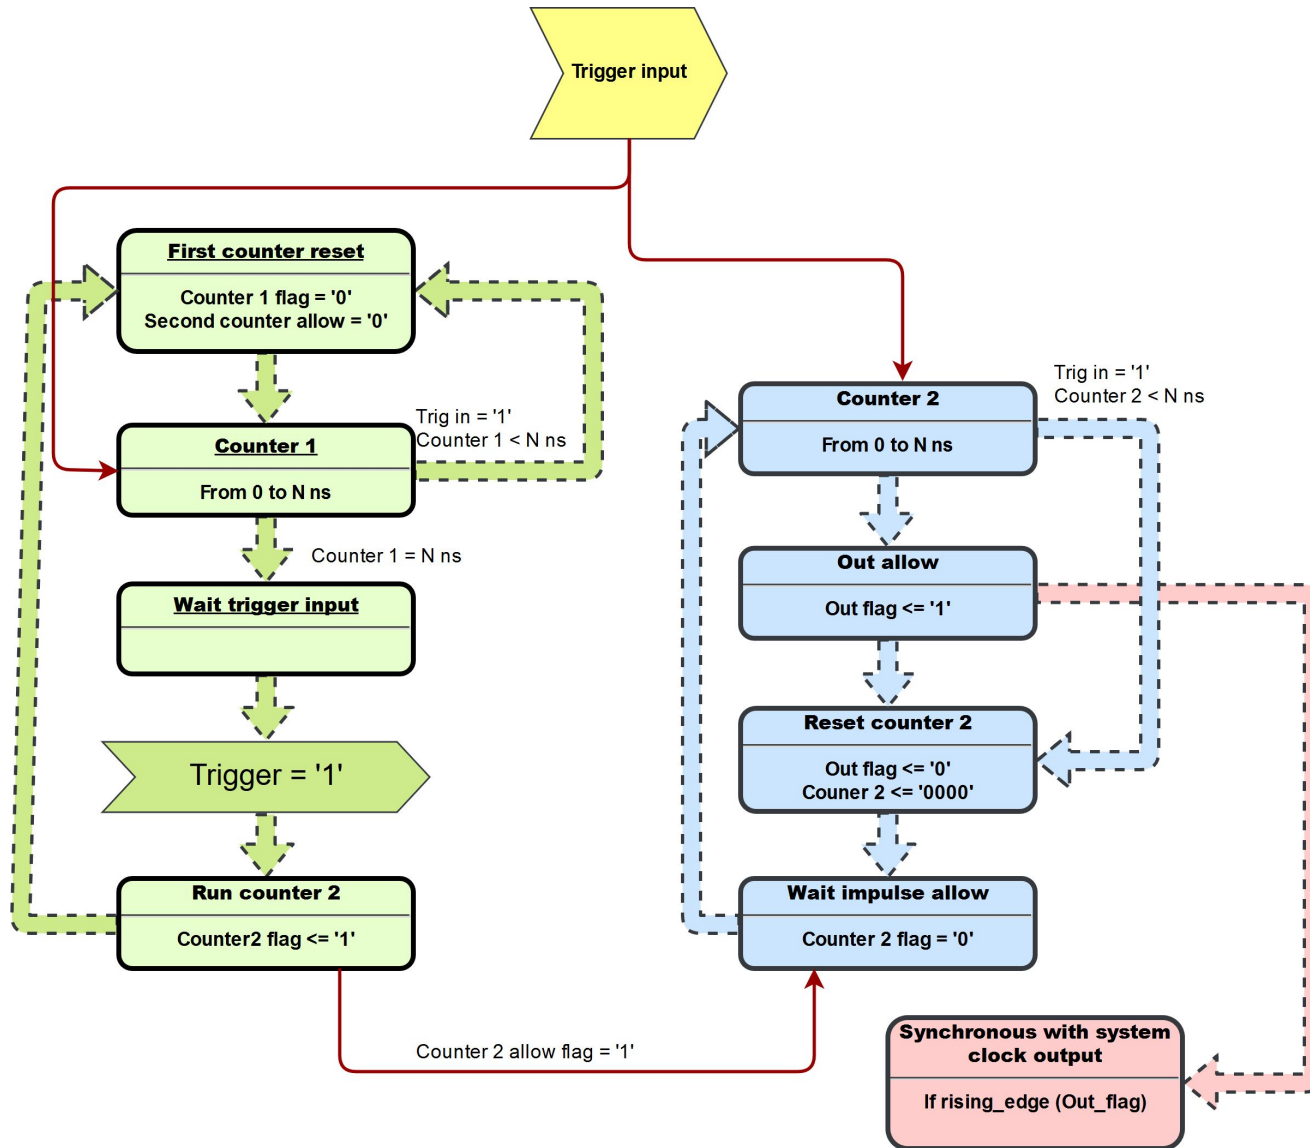 Trigger input
First counter reset
Counter 1 flag = '0'
Second counter allow = '0'
Trig in = '1'
Counter 1 < N ns
Counter 1
From 0 to N ns
Counter 1 = N ns
Wait trigger input
Trigger = '1'
Run counter 2
Counter2 flag <= '1'
Counter 2 allow flag = '1'
Trig in = '1'
Counter 2 < N ns
Counter 2
From 0 to N ns
Out allow
Out flag <= '1'
Reset counter 2
Out flag <= '0'
Couner 2 <= '0000'
Wait impulse allow
Counter 2 flag = '0'
Synchronous with system
clock output
If rising_edge (Out_flag)